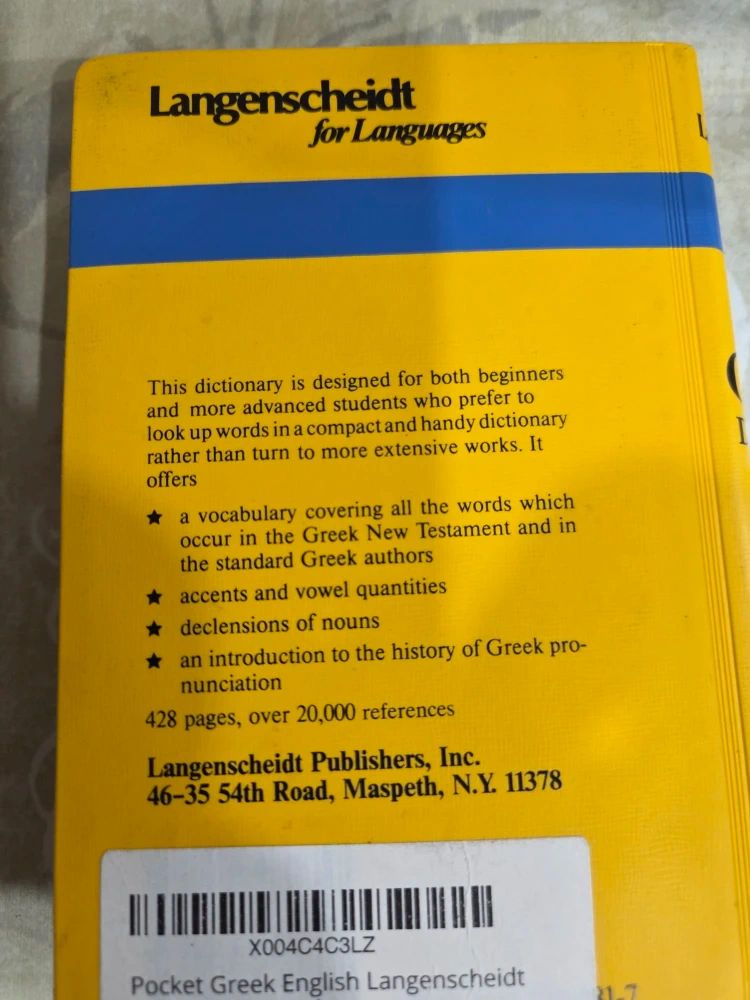 Langenscheidt
for Languages
This dictionary is designed for both beginners
and more advanced students who prefer to
look up words in a compact and handy dictionary
rather than turn to more extensive works. It
offers
★ a vocabulary covering all the words which
occur in the Greek New Testament and in
the standard Greek authors
★ accents and vowel quantities
★ declensions of nouns
★ an introduction to the history of Greek pro-
nunciation
428 pages, over 20,000 references
Langenscheidt Publishers, Inc.
46–35 54th Road, Maspeth, N.Y. 11378
X004C4C3LZ
Pocket Greek English Langenscheidt